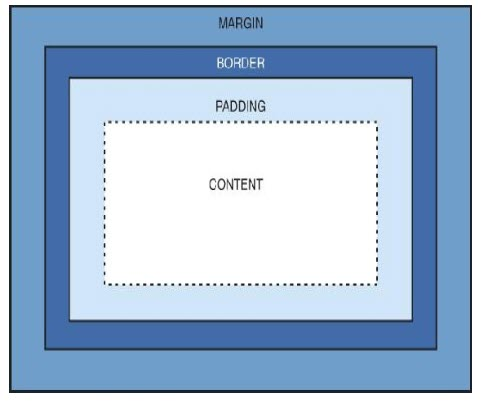 MARGIN
BORDER
PADDING
CONTENT